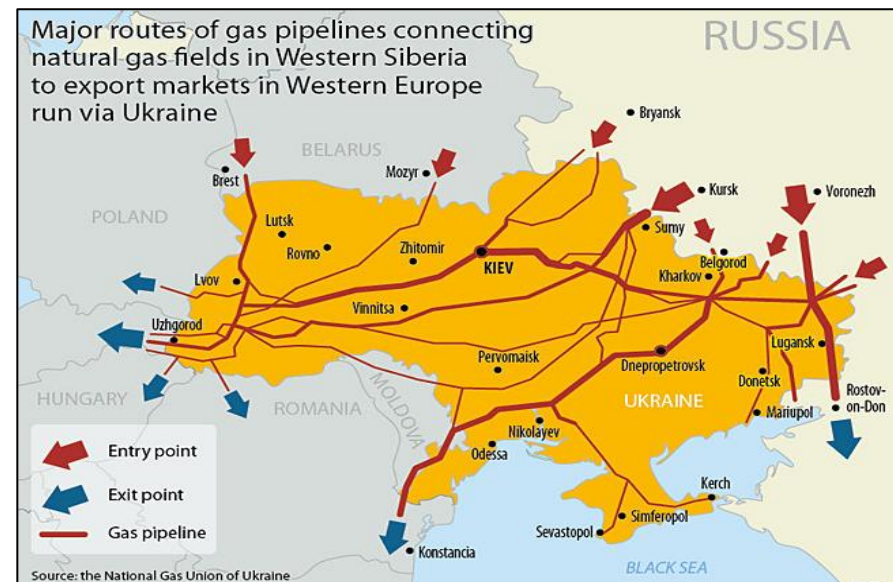 Major routes of gas pipelines connecting
natural gas fields in Western Siberia
to export markets in Western Europe
run via Ukraine
RUSSIA
Bryansk
BELARUS
Mozyr
Brest
Kursk
Voronezh
POLAND
Lutsk
Sumy
Rovno
Zhitomir
KIEV
Belgorod
Kharkov
Lvov
Vinnitsa
Uzhgorod
Lugansk
Pervomaisk
Dnepropetrovsk
Donetsk
HUNGARY
MOLDOVA
ROMANIA
UKRAINE
Rostov-
on-Don
Mariupol
Nikolayev
Odessa
Entry point
Exit point
Gas pipeline
Kerch
Simferopol
Sevastopol
Konstancia
BLACK SEA
Source: the National Gas Union of Ukraine